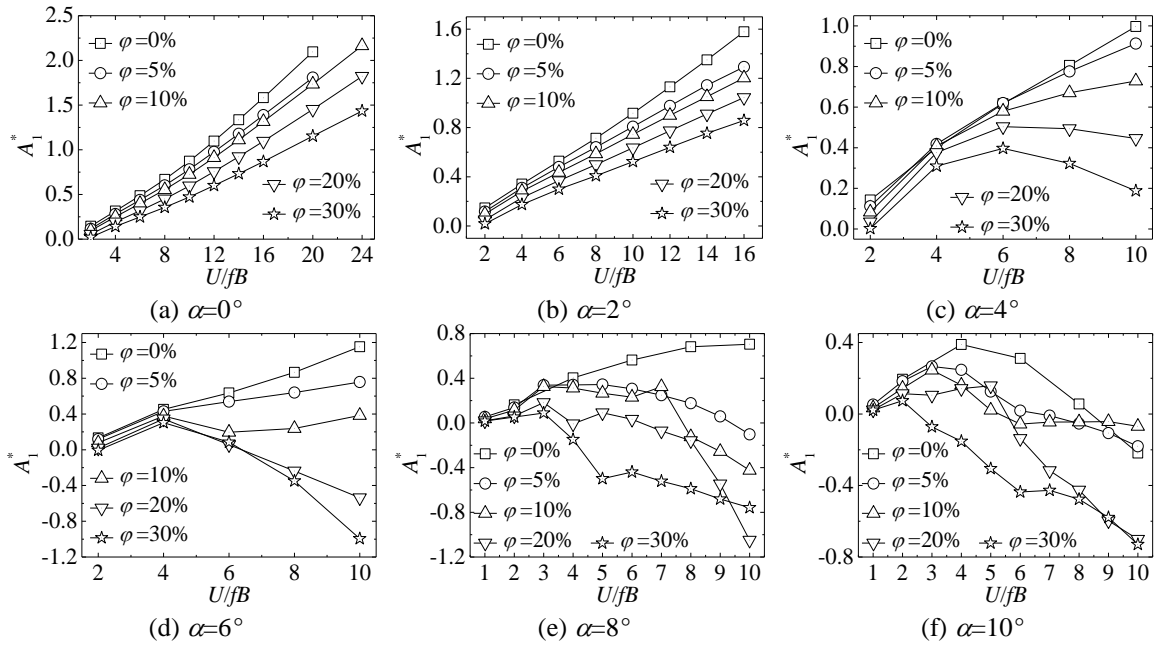 2.5
2.0
1.5
1.0
0.5
0.0
A₁*
φ=0%
φ=5%
φ=10%
φ=20%
φ=30%
4 8 12 16 20 24
U/fB
(a) α=0°
1.6
1.2
0.8
0.4
0.0
A₁*
φ=0%
φ=5%
φ=10%
φ=20%
φ=30%
2 4 6 8 10 12 14 16
U/fB
(b) α=2°
1.0
0.8
0.6
0.4
0.2
0.0
A₁*
φ=0%
φ=5%
φ=10%
φ=20%
φ=30%
2 4 6 8 10
U/fB
(c) α=4°
1.2
0.8
0.4
0.0
-0.4
-0.8
-1.2
A₁*
φ=0%
φ=5%
φ=10%
φ=20%
φ=30%
2 4 6 8 10
U/fB
(d) α=6°
0.8
0.4
0.0
-0.4
-0.8
-1.2
A₁*
φ=0%
φ=5%
φ=10%
φ=20% φ=30%
1 2 3 4 5 6 7 8 9 10
U/fB
(e) α=8°
0.4
0.0
-0.4
-0.8
A₁*
φ=0%
φ=5%
φ=10%
φ=20% φ=30%
1 2 3 4 5 6 7 8 9 10
U/fB
(f) α=10°